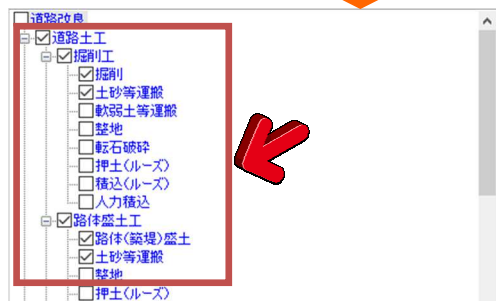 道路改良
道路土工
掘削工
掘削
土砂等運搬
軟弱土等運搬
整地
転石破砕
押土(ルーズ)
積込(ルーズ)
人力積込
路体盛土工
路体(築堤)盛土
土砂等運搬
整地
押土(ルーズ)